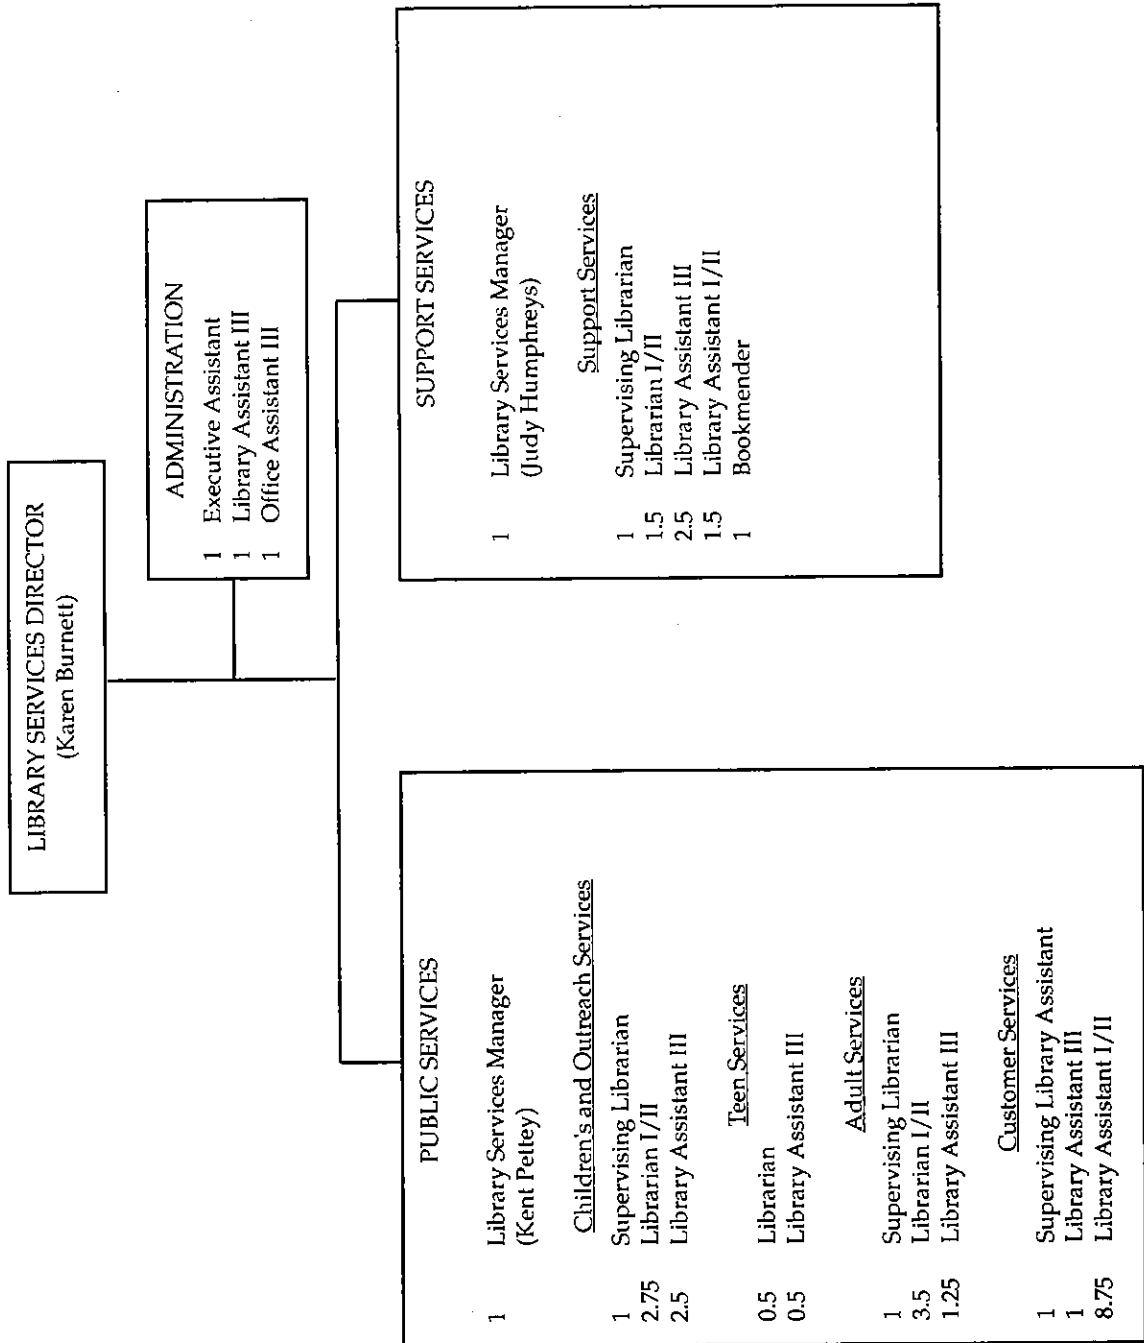 LIBRARY SERVICES DIRECTOR
(Karen Burnett)
ADMINISTRATION
1 Executive Assistant
1 Library Assistant III
1 Office Assistant III
PUBLIC SERVICES
1 Library Services Manager
(Kent Pettey)
Children's and Outreach Services
1 Supervising Librarian
2.75 Librarian I/II
2.5 Library Assistant III
Teen Services
0.5 Librarian
0.5 Library Assistant III
Adult Services
1 Supervising Librarian
3.5 Librarian I/II
1.25 Library Assistant III
Customer Services
1 Supervising Library Assistant
1 Library Assistant III
8.75 Library Assistant I/II
SUPPORT SERVICES
1 Library Services Manager
(Judy Humphreys)
Support Services
1 Supervising Librarian
1.5 Librarian I/II
2.5 Library Assistant III
1.5 Library Assistant I/II
1 Bookmender